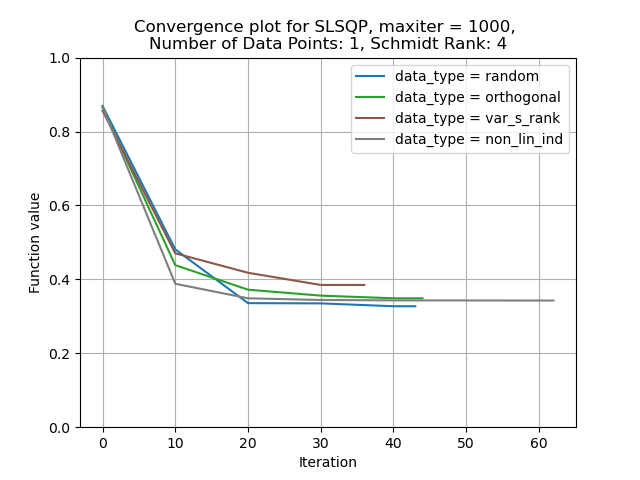 Convergence plot for SLSQP, maxiter = 1000,
Number of Data Points: 1, Schmidt Rank: 4
data_type = random
data_type = orthogonal
data_type = var_s_rank
data_type = non_lin_ind
Function value
1.0
0.8
0.6
0.4
0.2
0.0
0 10 20 30 40 50 60
Iteration